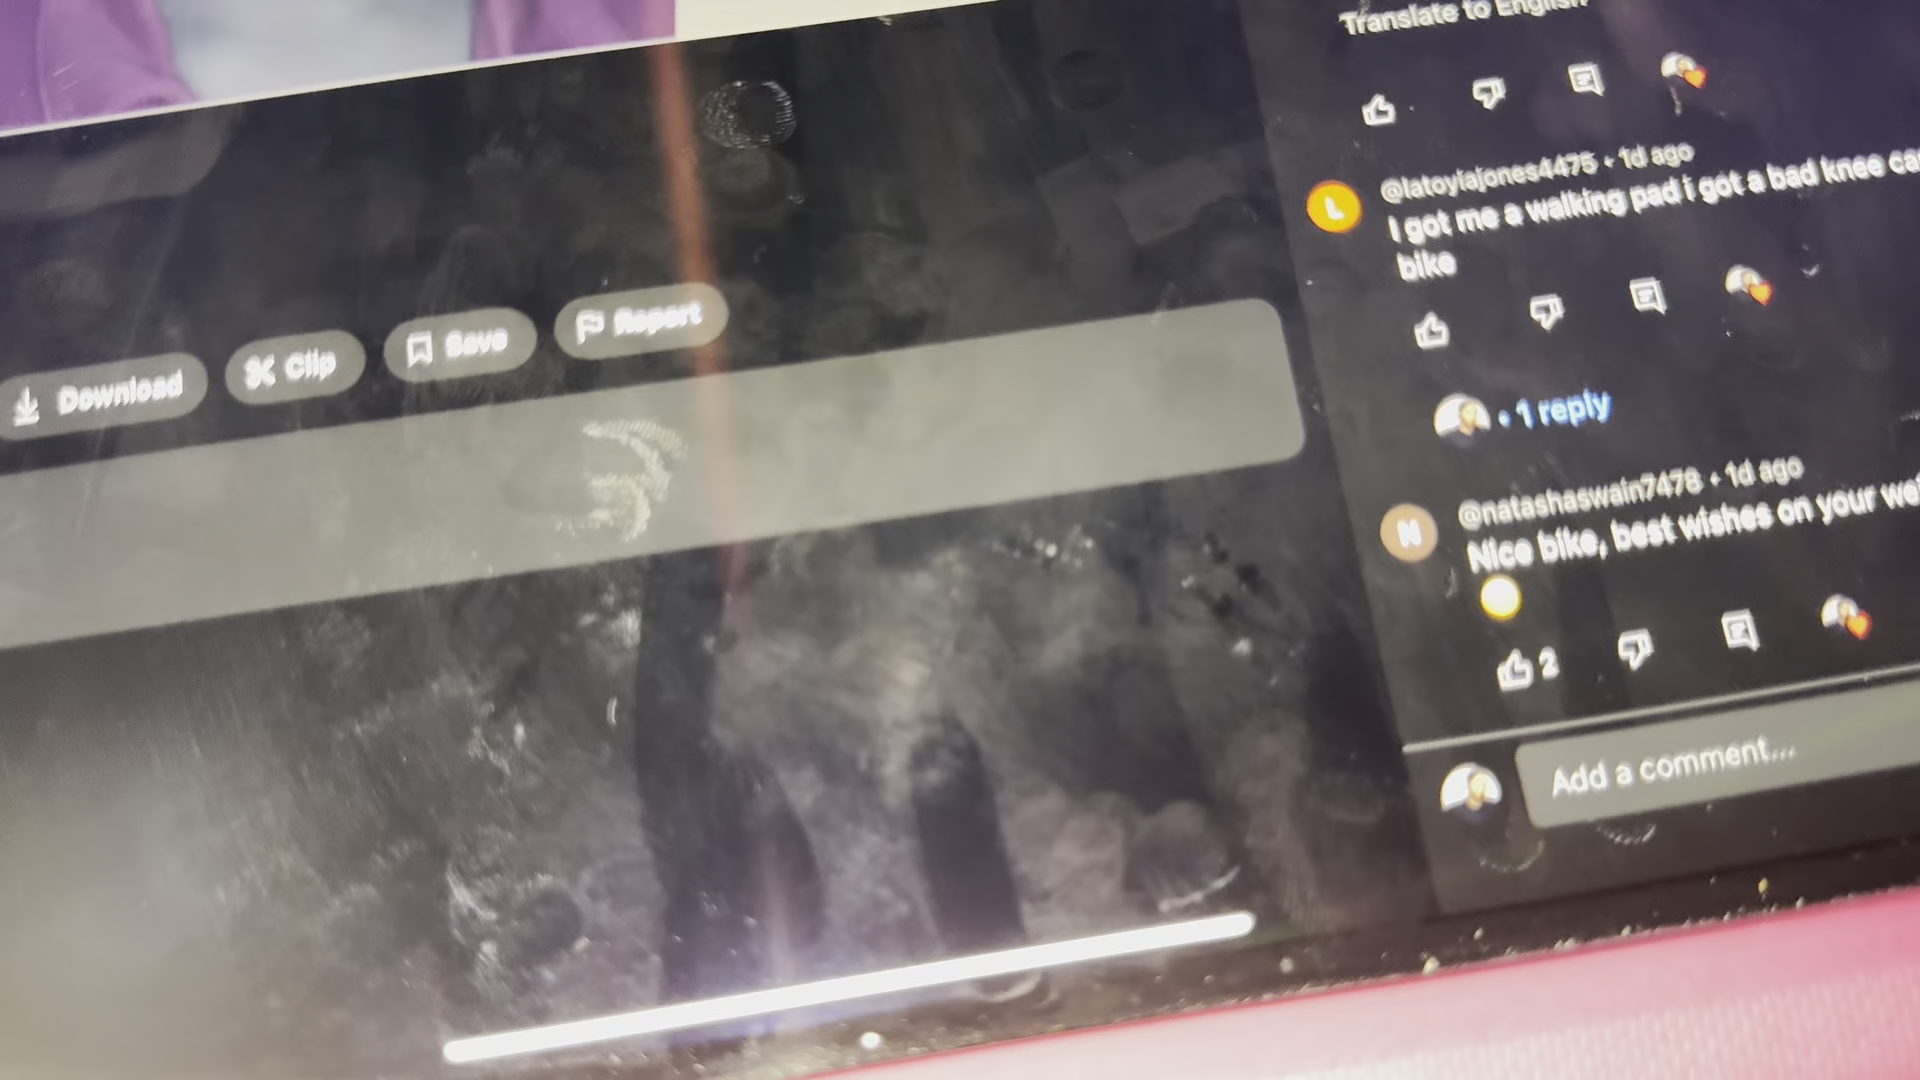 Translate to English
@latoyiajones4475 • 1d ago
I got me a walking pad i got a bad knee
bike
• 1 reply
@natashaswain7478 • 1d ago
Nice bike, best wishes on your
2
Add a comment...
Download
Clip
Save
Report
L
N